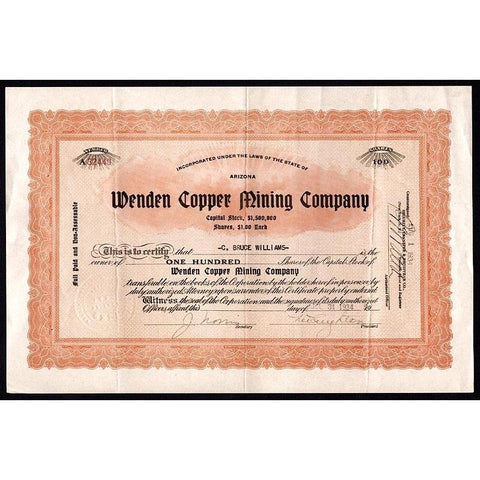 NUMBER
A52449
SHARES
100
INCORPORATED UNDER THE LAWS OF THE STATE OF
ARIZONA
Wenden Copper Mining Company
Capital Stock, $1,500,000
Shares, $1.00 Each
Full Paid and Non-Assessable
This is to certify that -C. BRUCE WILLIAMS- is the
owner of ONE HUNDRED Shares of the Capital Stock of
Wenden Copper Mining Company
transferable on the books of the Corporation by the holder hereof in person or by
duly authorized Attorney upon surrender of this Certificate properly endorsed.
Witness the seal of the Corporation and the signatures of its duly authorized
Officers affixed this day of 31 1924
Secretary
President